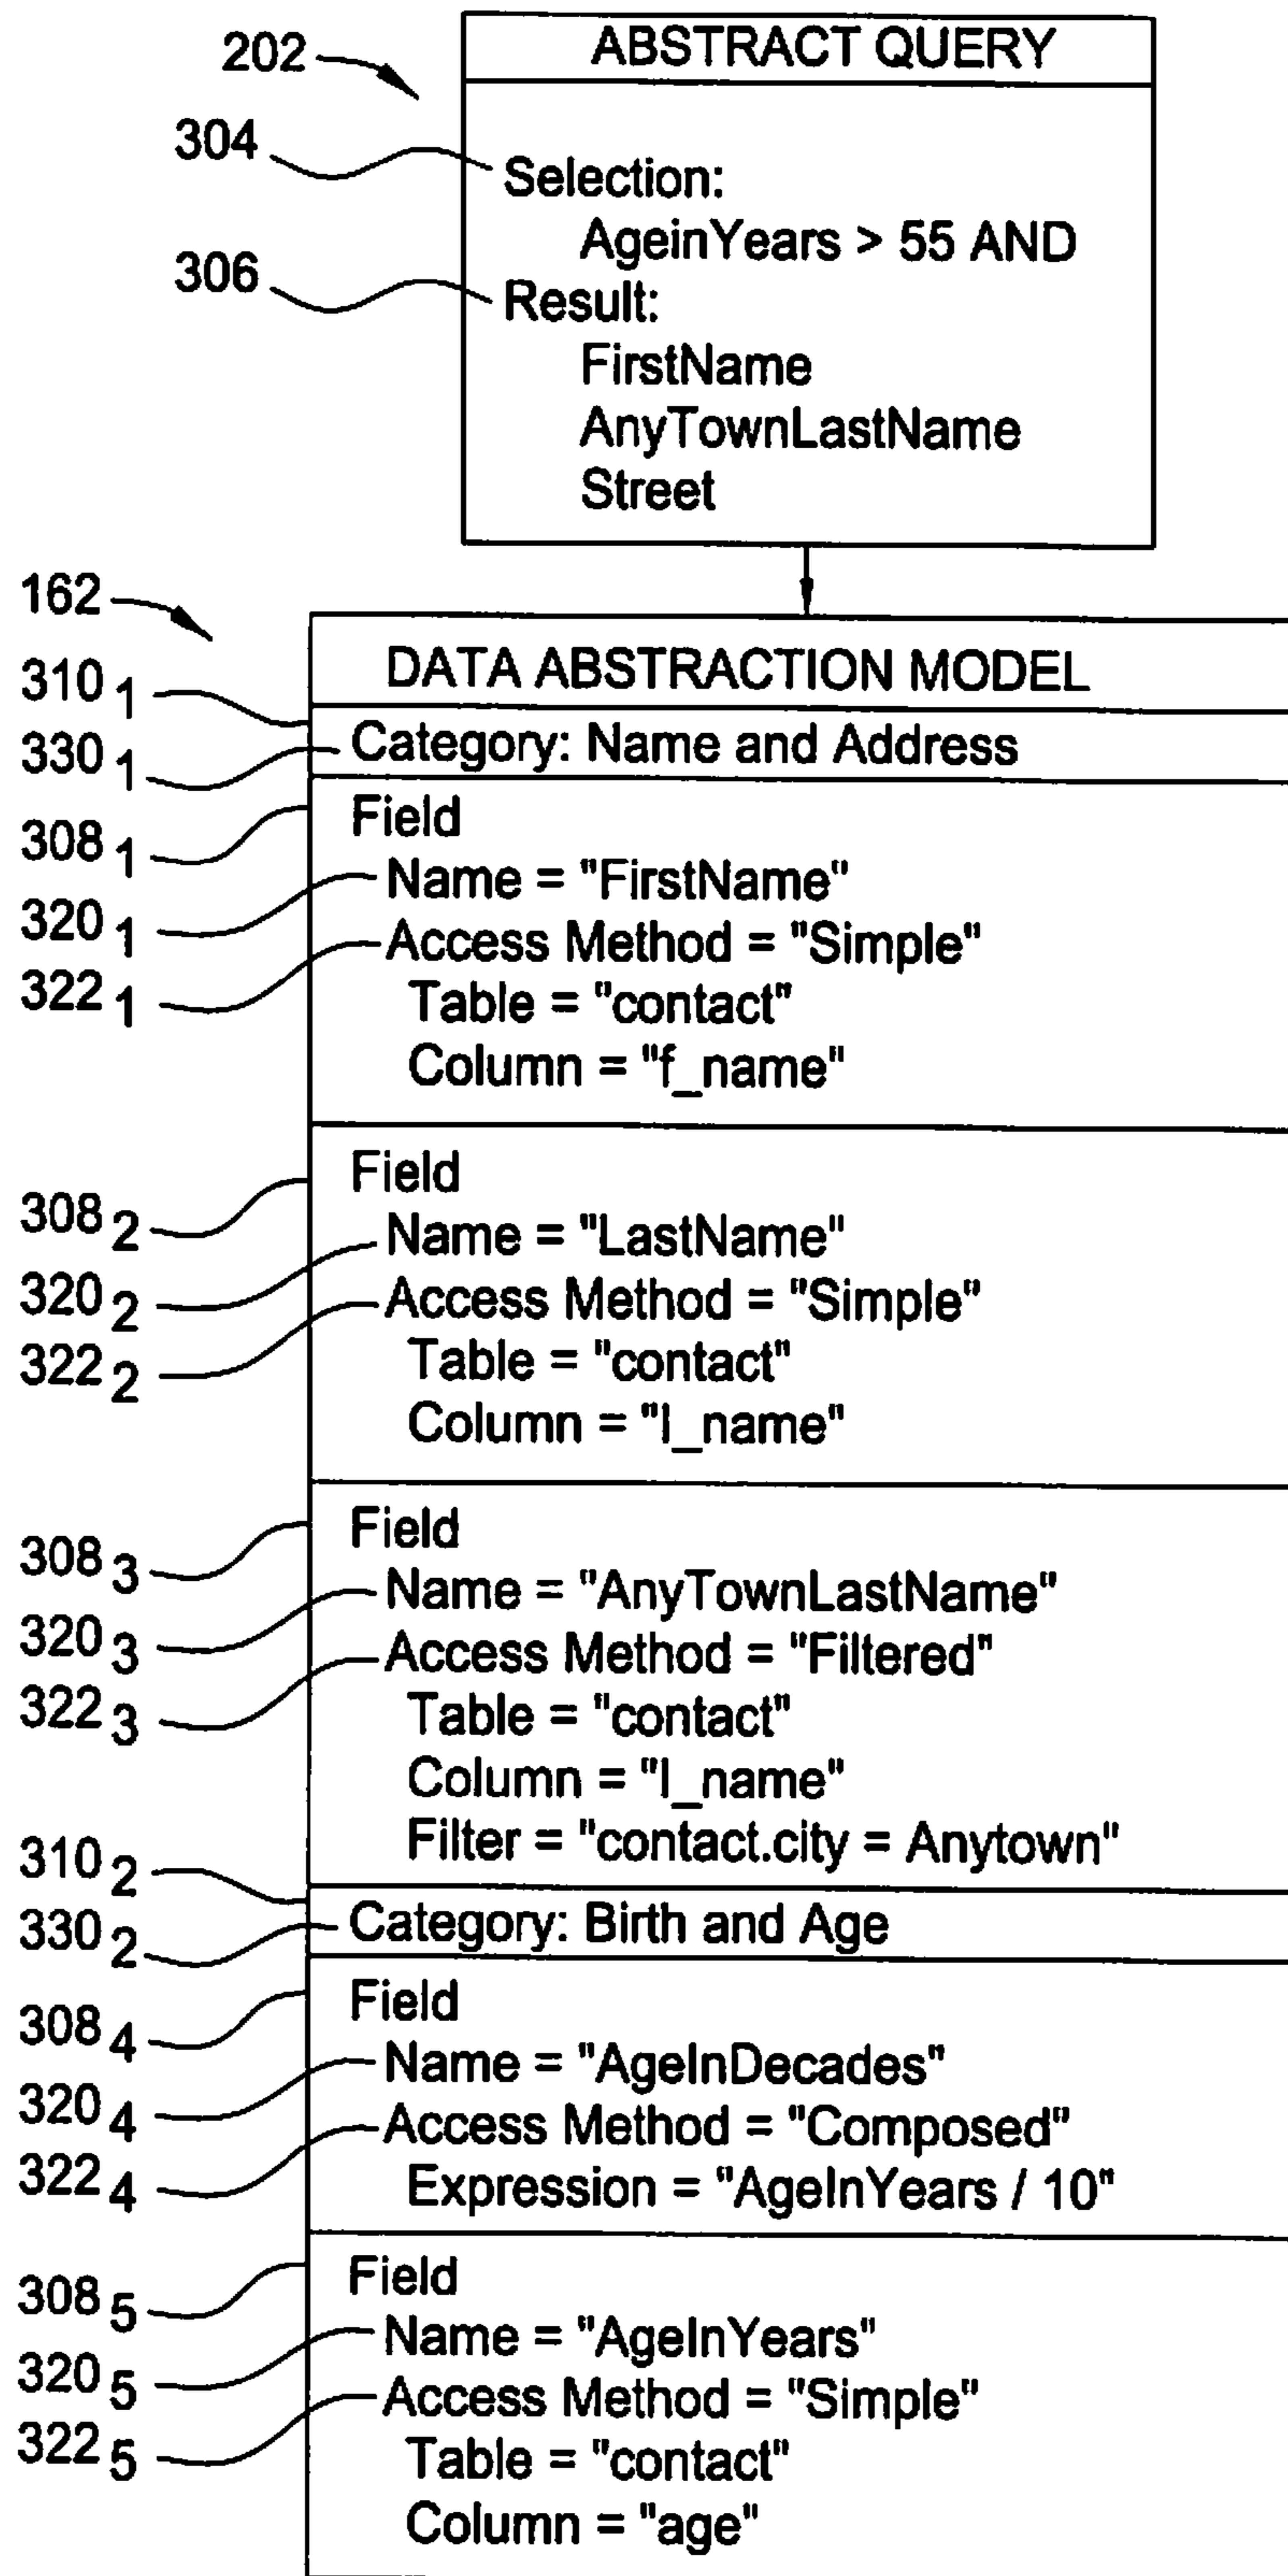 202
ABSTRACT QUERY
304
Selection:
AgeinYears > 55 AND
306
Result:
FirstName
AnyTownLastName
Street
162
DATA ABSTRACTION MODEL
310 1
330 1
Category: Name and Address
308 1
Field
320 1
Name = "FirstName"
322 1
Access Method = "Simple"
Table = "contact"
Column = "f_name"
308 2
Field
320 2
Name = "LastName"
322 2
Access Method = "Simple"
Table = "contact"
Column = "l_name"
308 3
Field
320 3
Name = "AnyTownLastName"
322 3
Access Method = "Filtered"
Table = "contact"
Column = "l_name"
Filter = "contact.city = Anytown"
310 2
330 2
Category: Birth and Age
308 4
Field
320 4
Name = "AgeInDecades"
322 4
Access Method = "Composed"
Expression = "AgeInYears / 10"
308 5
Field
320 5
Name = "AgeInYears"
322 5
Access Method = "Simple"
Table = "contact"
Column = "age"